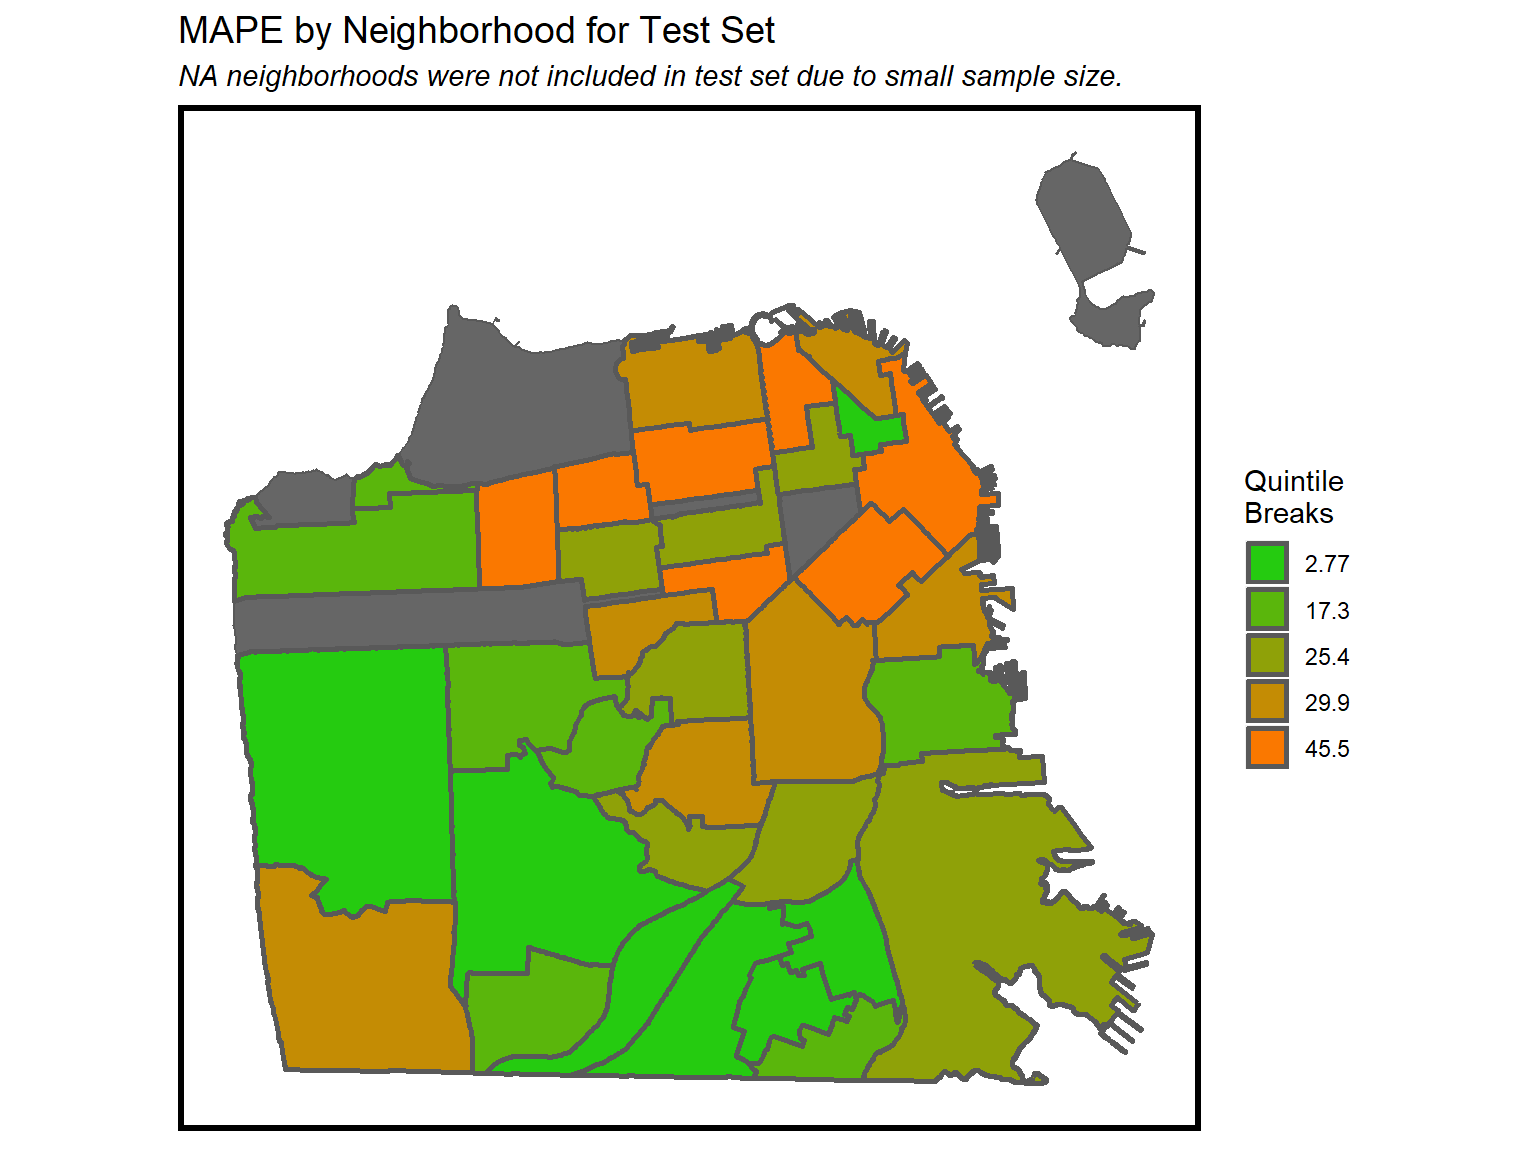 MAPE by Neighborhood for Test Set
NA neighborhoods were not included in test set due to small sample size.
Quintile
Breaks
2.77
17.3
25.4
29.9
45.5